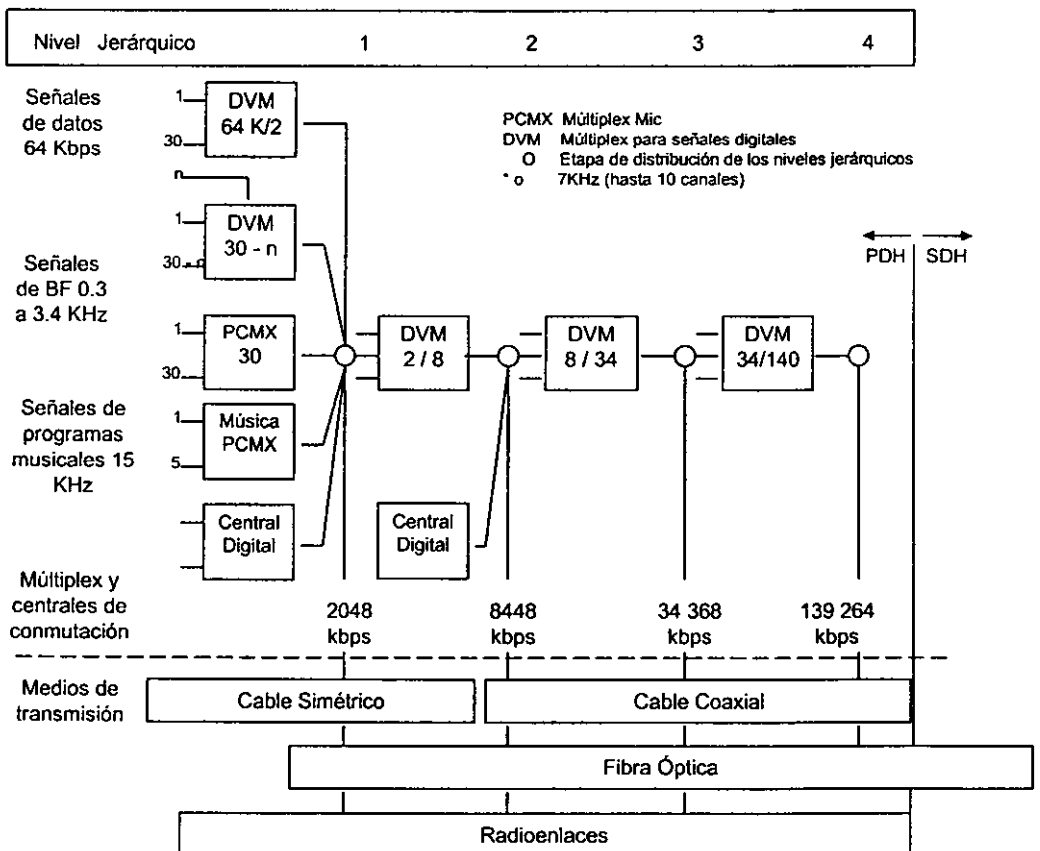 Nivel Jerárquico 1 2 3 4
Señales
de datos
64 Kbps
1
30
DVM
64 K/2
PCMX Múltiplex Mic
DVM Múltiplex para señales digitales
O Etapa de distribución de los niveles jerárquicos
* o 7KHz (hasta 10 canales)
n
1
30 - n
DVM
30 - n
PDH SDH
Señales
de BF 0.3
a 3.4 KHz
1
30
PCMX
30
DVM
2 / 8
DVM
8 / 34
DVM
34/140
Señales de
programas
musicales 15
KHz
1
5
Música
PCMX
Central
Digital
Central
Digital
Múltiplex y
centrales de
conmutación
2048
kbps
8448
kbps
34 368
kbps
139 264
kbps
Medios de
transmisión
Cable Simétrico
Cable Coaxial
Fibra Óptica
Radioenlaces